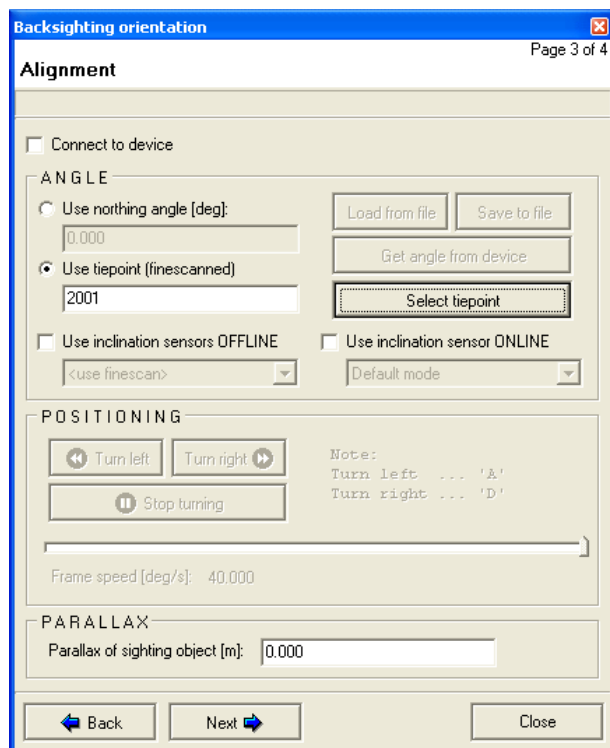 Backsighting orientation
Page 3 of 4
Alignment
Connect to device
ANGLE
Use northing angle [deg]:
Load from file
Save to file
0.000
Get angle from device
Use tiepoint (finescanned)
2001
Select tiepoint
Use inclination sensors OFFLINE
Use inclination sensor ONLINE
<use finescan>
Default mode
POSITIONING
Turn left
Turn right
Note:
Turn left ... 'A'
Turn right ... 'D'
Stop turning
Frame speed [deg/s]: 40.000
PARALLAX
Parallax of sighting object [m]: 0.000
Back
Next
Close